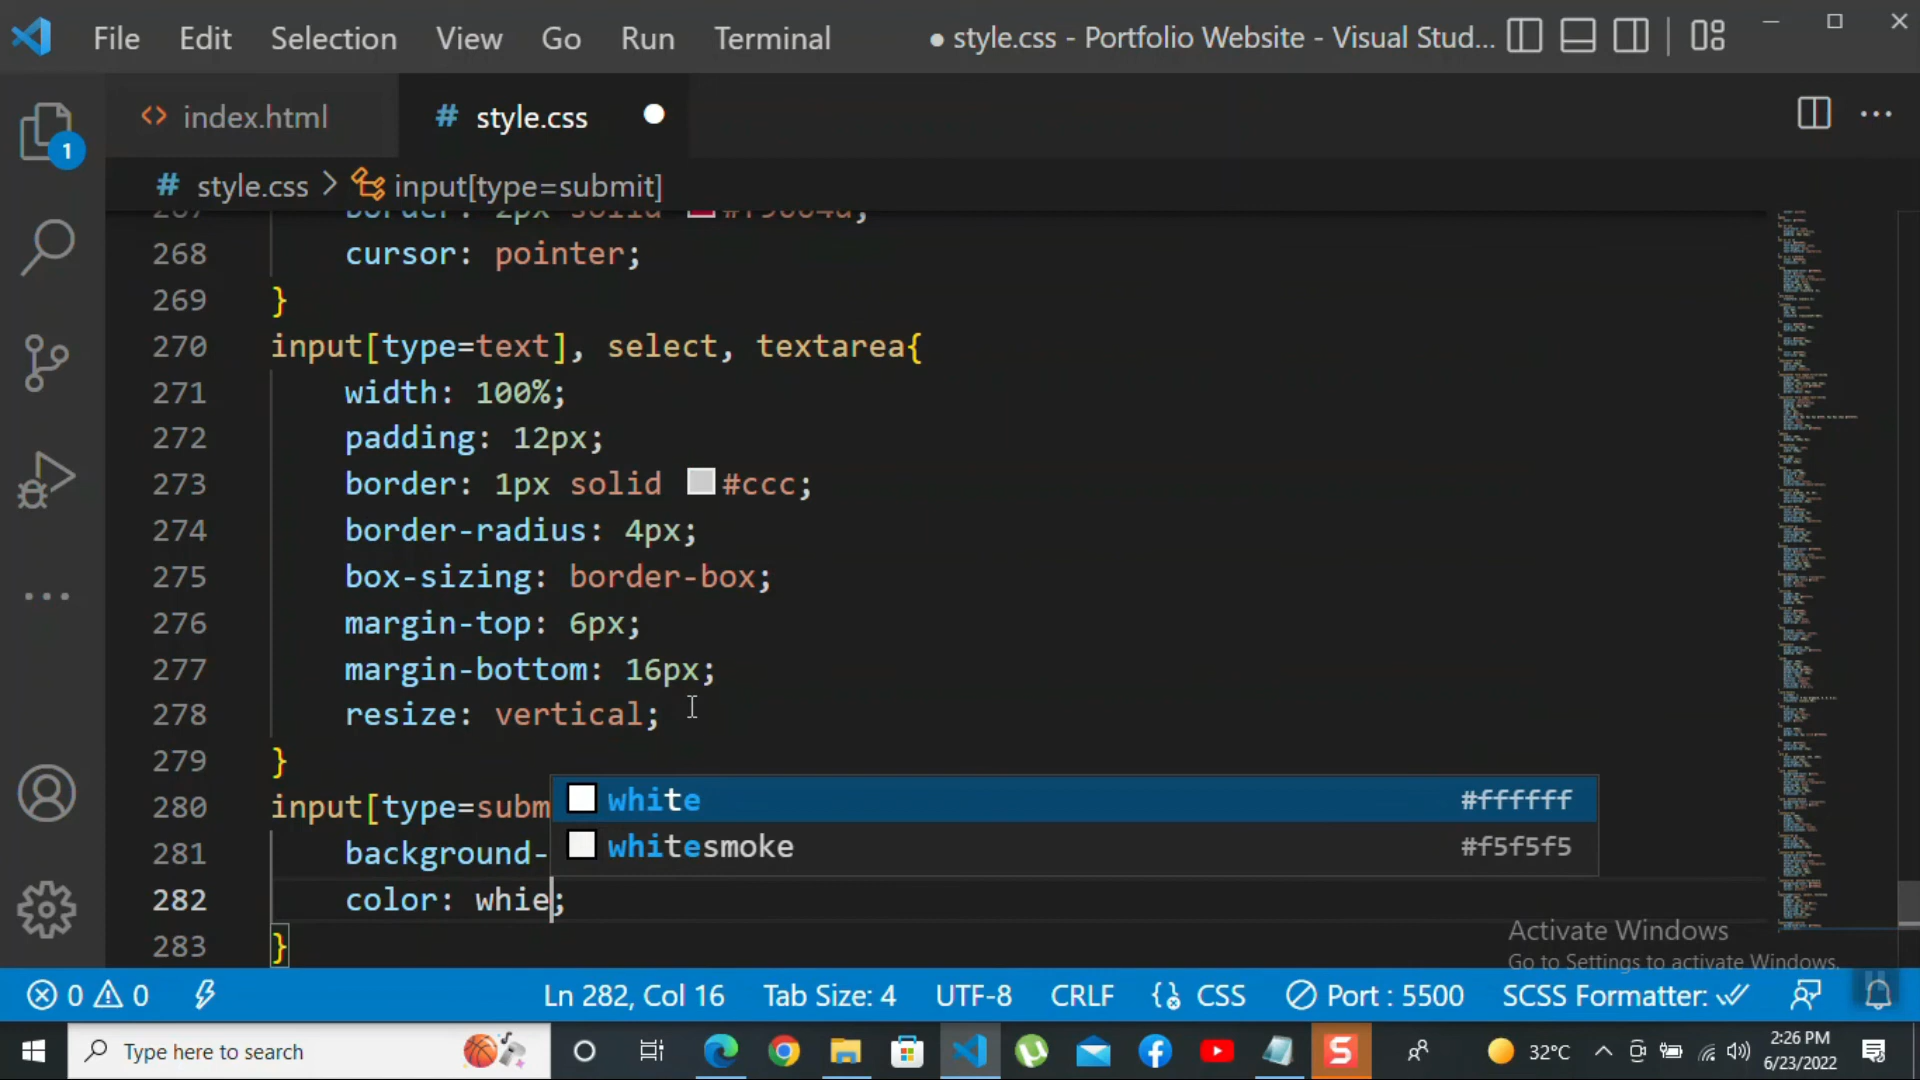 File Edit Selection View Go Run Terminal ● style.css - Portfolio Website - Visual Stud...
<> index.html # style.css
# style.css > input[type=submit]
268 cursor: pointer;
269 }
270 input[type=text], select, textarea{
271 width: 100%;
272 padding: 12px;
273 border: 1px solid #ccc;
274 border-radius: 4px;
275 box-sizing: border-box;
276 margin-top: 6px;
277 margin-bottom: 16px;
278 resize: vertical;
279 }
280 input[type=subm
white #ffffff
281 background-
whitesmoke #f5f5f5
282 color: whie;
283 }
1
Activate Windows
Go to Settings to activate Windows.
0 0 Ln 282, Col 16 Tab Size: 4 UTF-8 CRLF {} CSS Port : 5500 SCSS Formatter:
Type here to search 32°C 2:26 PM
6/23/2022